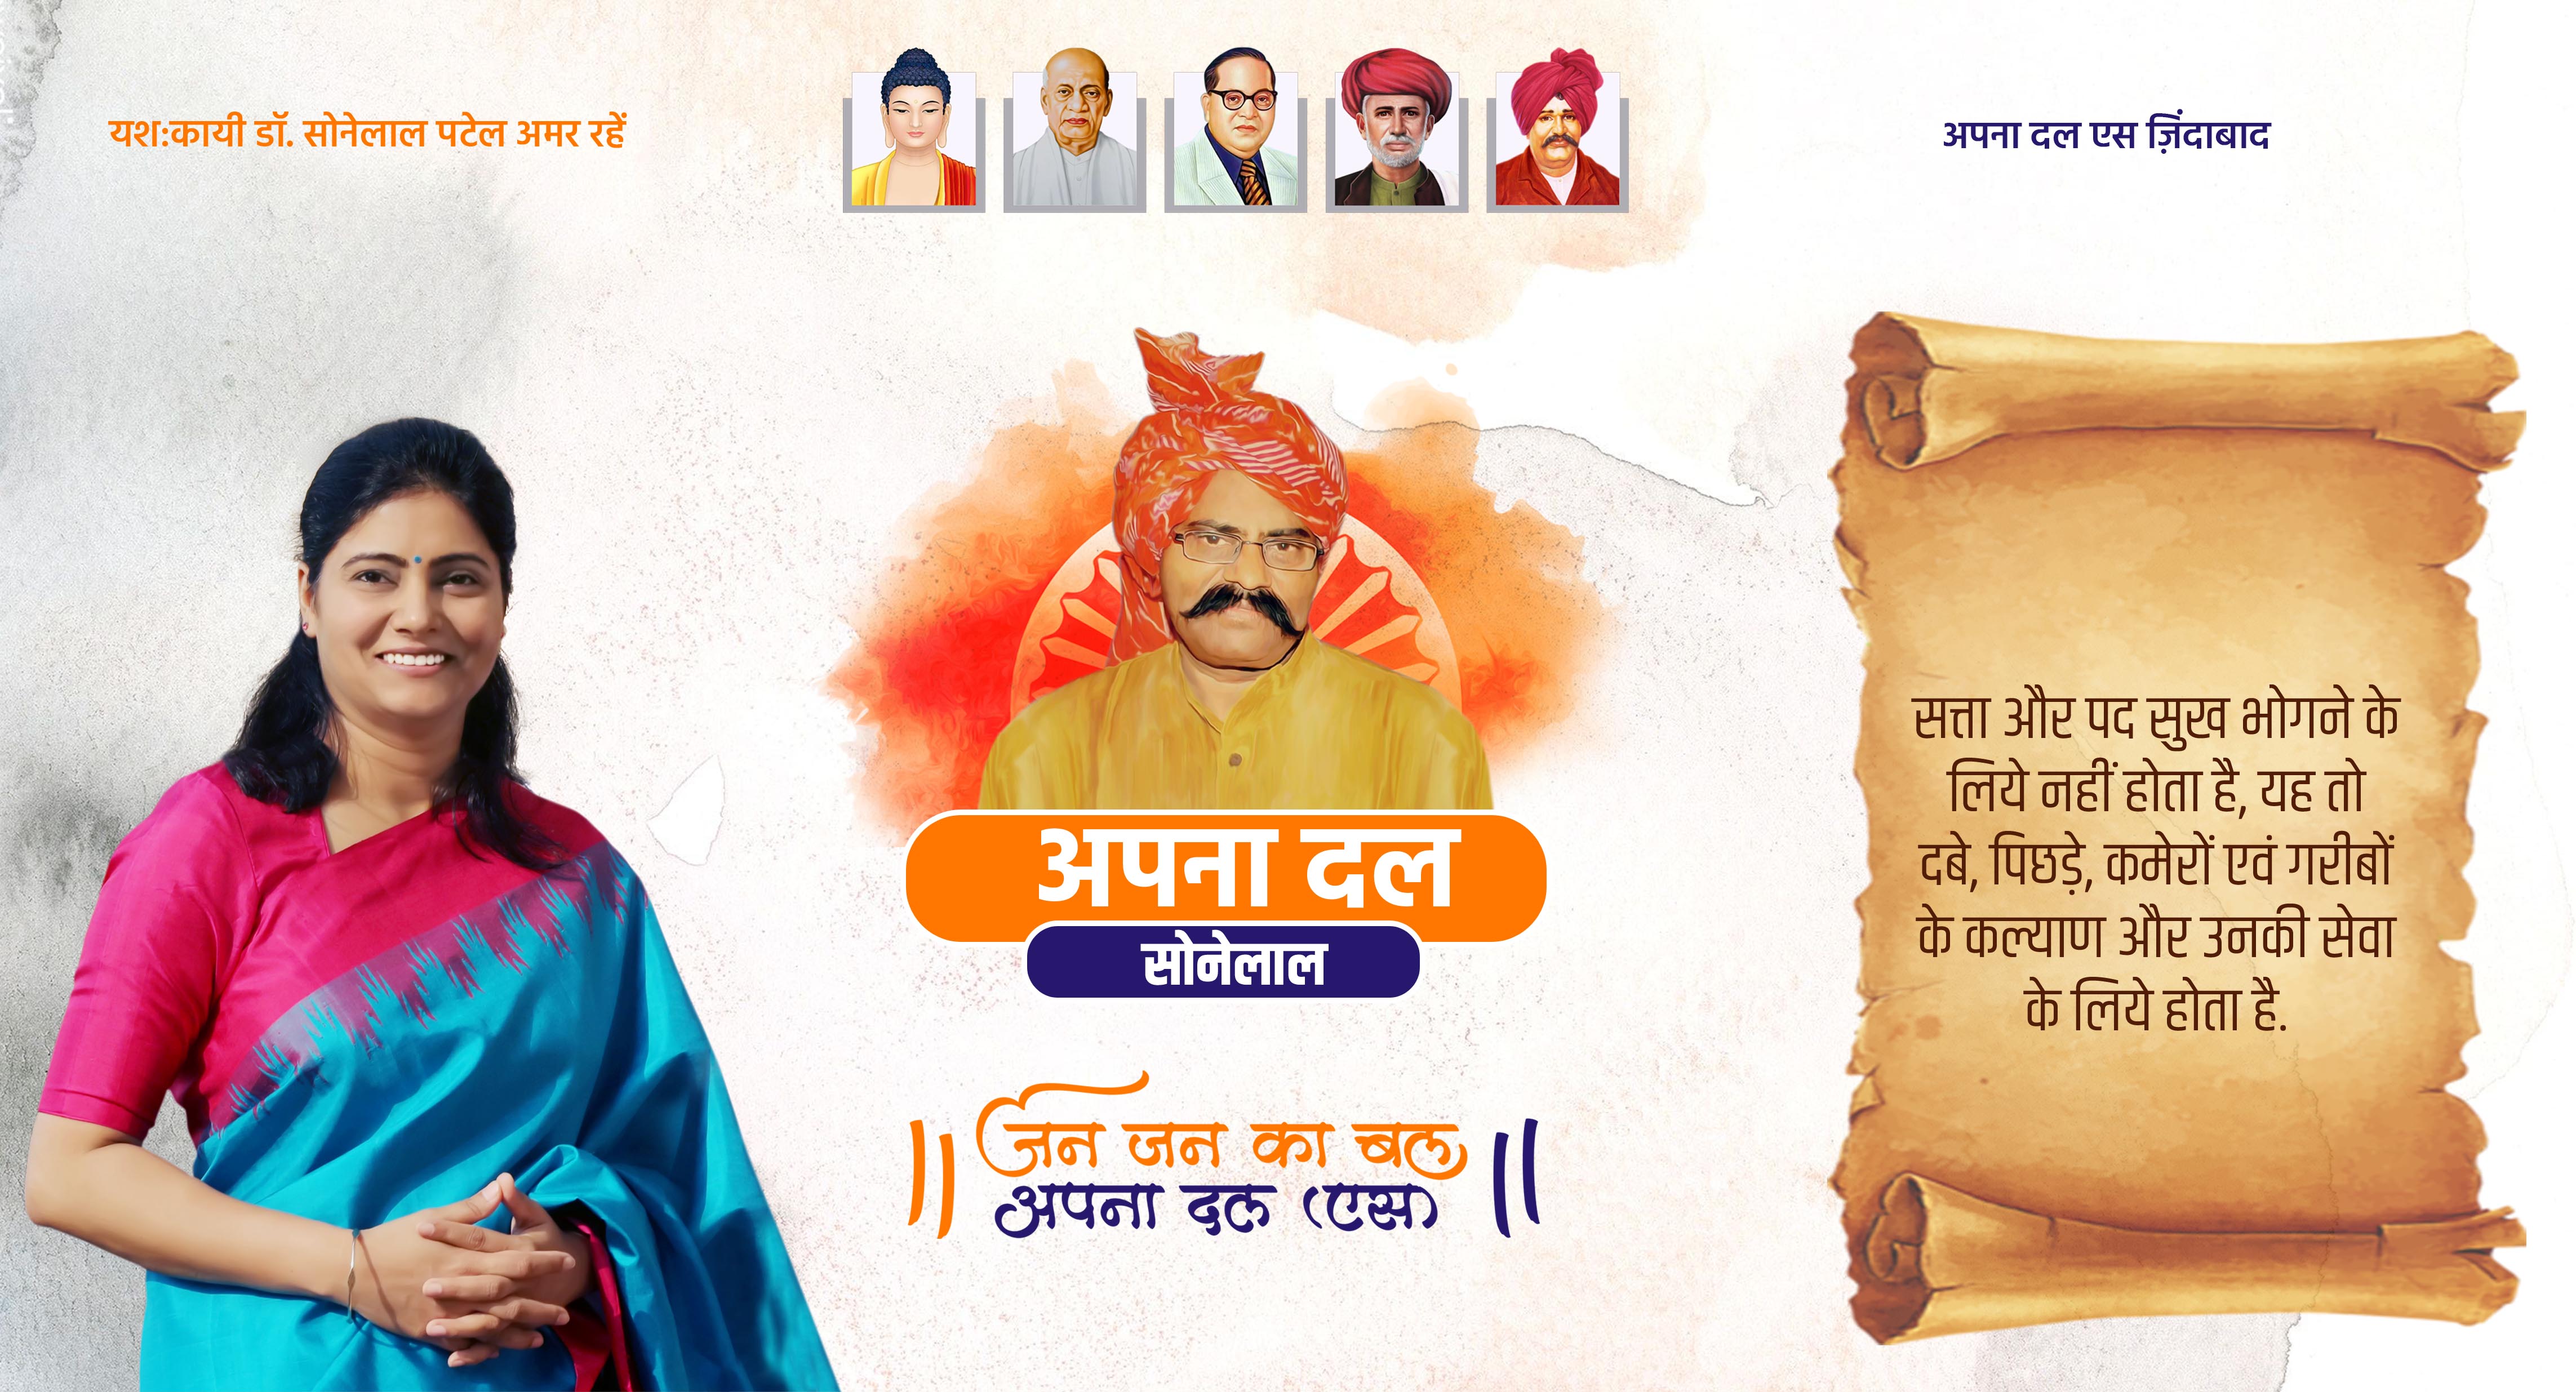 यश:कायी डॉ. सोनेलाल पटेल अमर रहें
अपना दल एस ज़िंदाबाद
अपना दल
सोनेलाल
|| जन जन का बल
अपना दल (एस) ||
सत्ता और पद सुख भोगने के
लिये नहीं होता है, यह तो
दबे, पिछड़े, कमेरों एवं गरीबों
के कल्याण और उनकी सेवा
के लिये होता है.